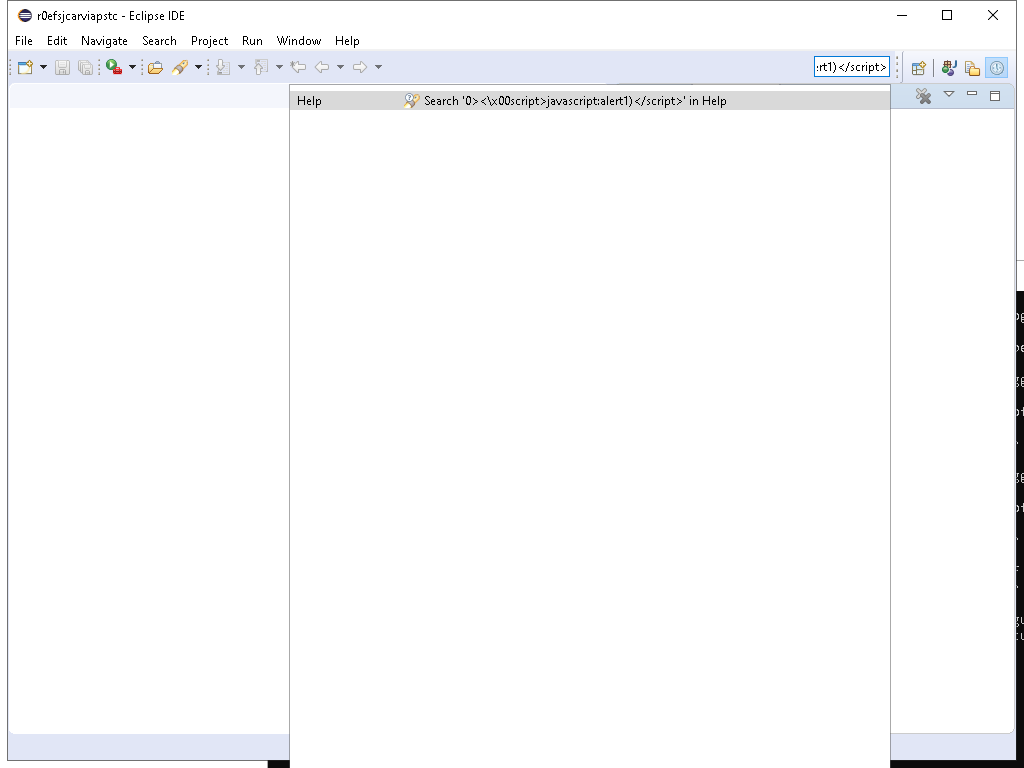 r0efsjcarviapstc - Eclipse IDE
File Edit Navigate Search Project Run Window Help
:rt1)</script>
Help Search '0><\x00script>javascript:alert1)</script>' in Help